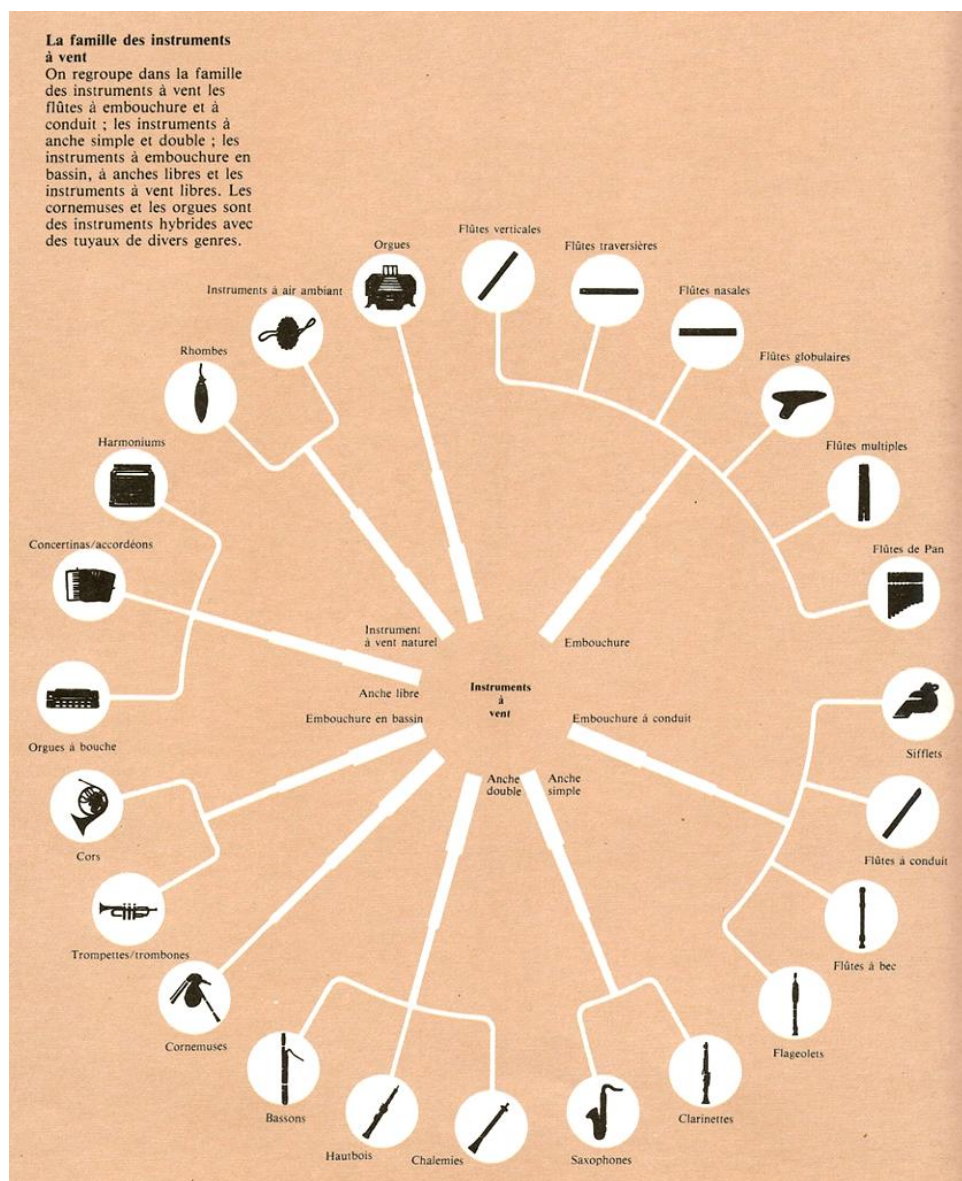 La famille des instruments
à vent
On regroupe dans la famille
des instruments à vent les
flûtes à embouchure et à
conduit ; les instruments à
anche simple et double ; les
instruments à embouchure en
bassin, à anches libres et les
instruments à vent libres. Les
cornemuses et les orgues sont
des instruments hybrides avec
des tuyaux de divers genres.
Orgues
Flûtes verticales
Flûtes traversières
Instruments à air ambiant
Flûtes nasales
Rhombes
Flûtes globulaires
Harmoniums
Flûtes multiples
Concertinas/accordéons
Flûtes de Pan
Instrument
à vent naturel
Embouchure
Anche libre
Instruments
à
vent
Embouchure en bassin
Embouchure à conduit
Orgues à bouche
Sifflets
Anche
double
Anche
simple
Cors
Flûtes à conduit
Trompettes/trombones
Flûtes à bec
Cornemuses
Flageolets
Bassons
Clarinettes
Hautbois
Chalemies
Saxophones